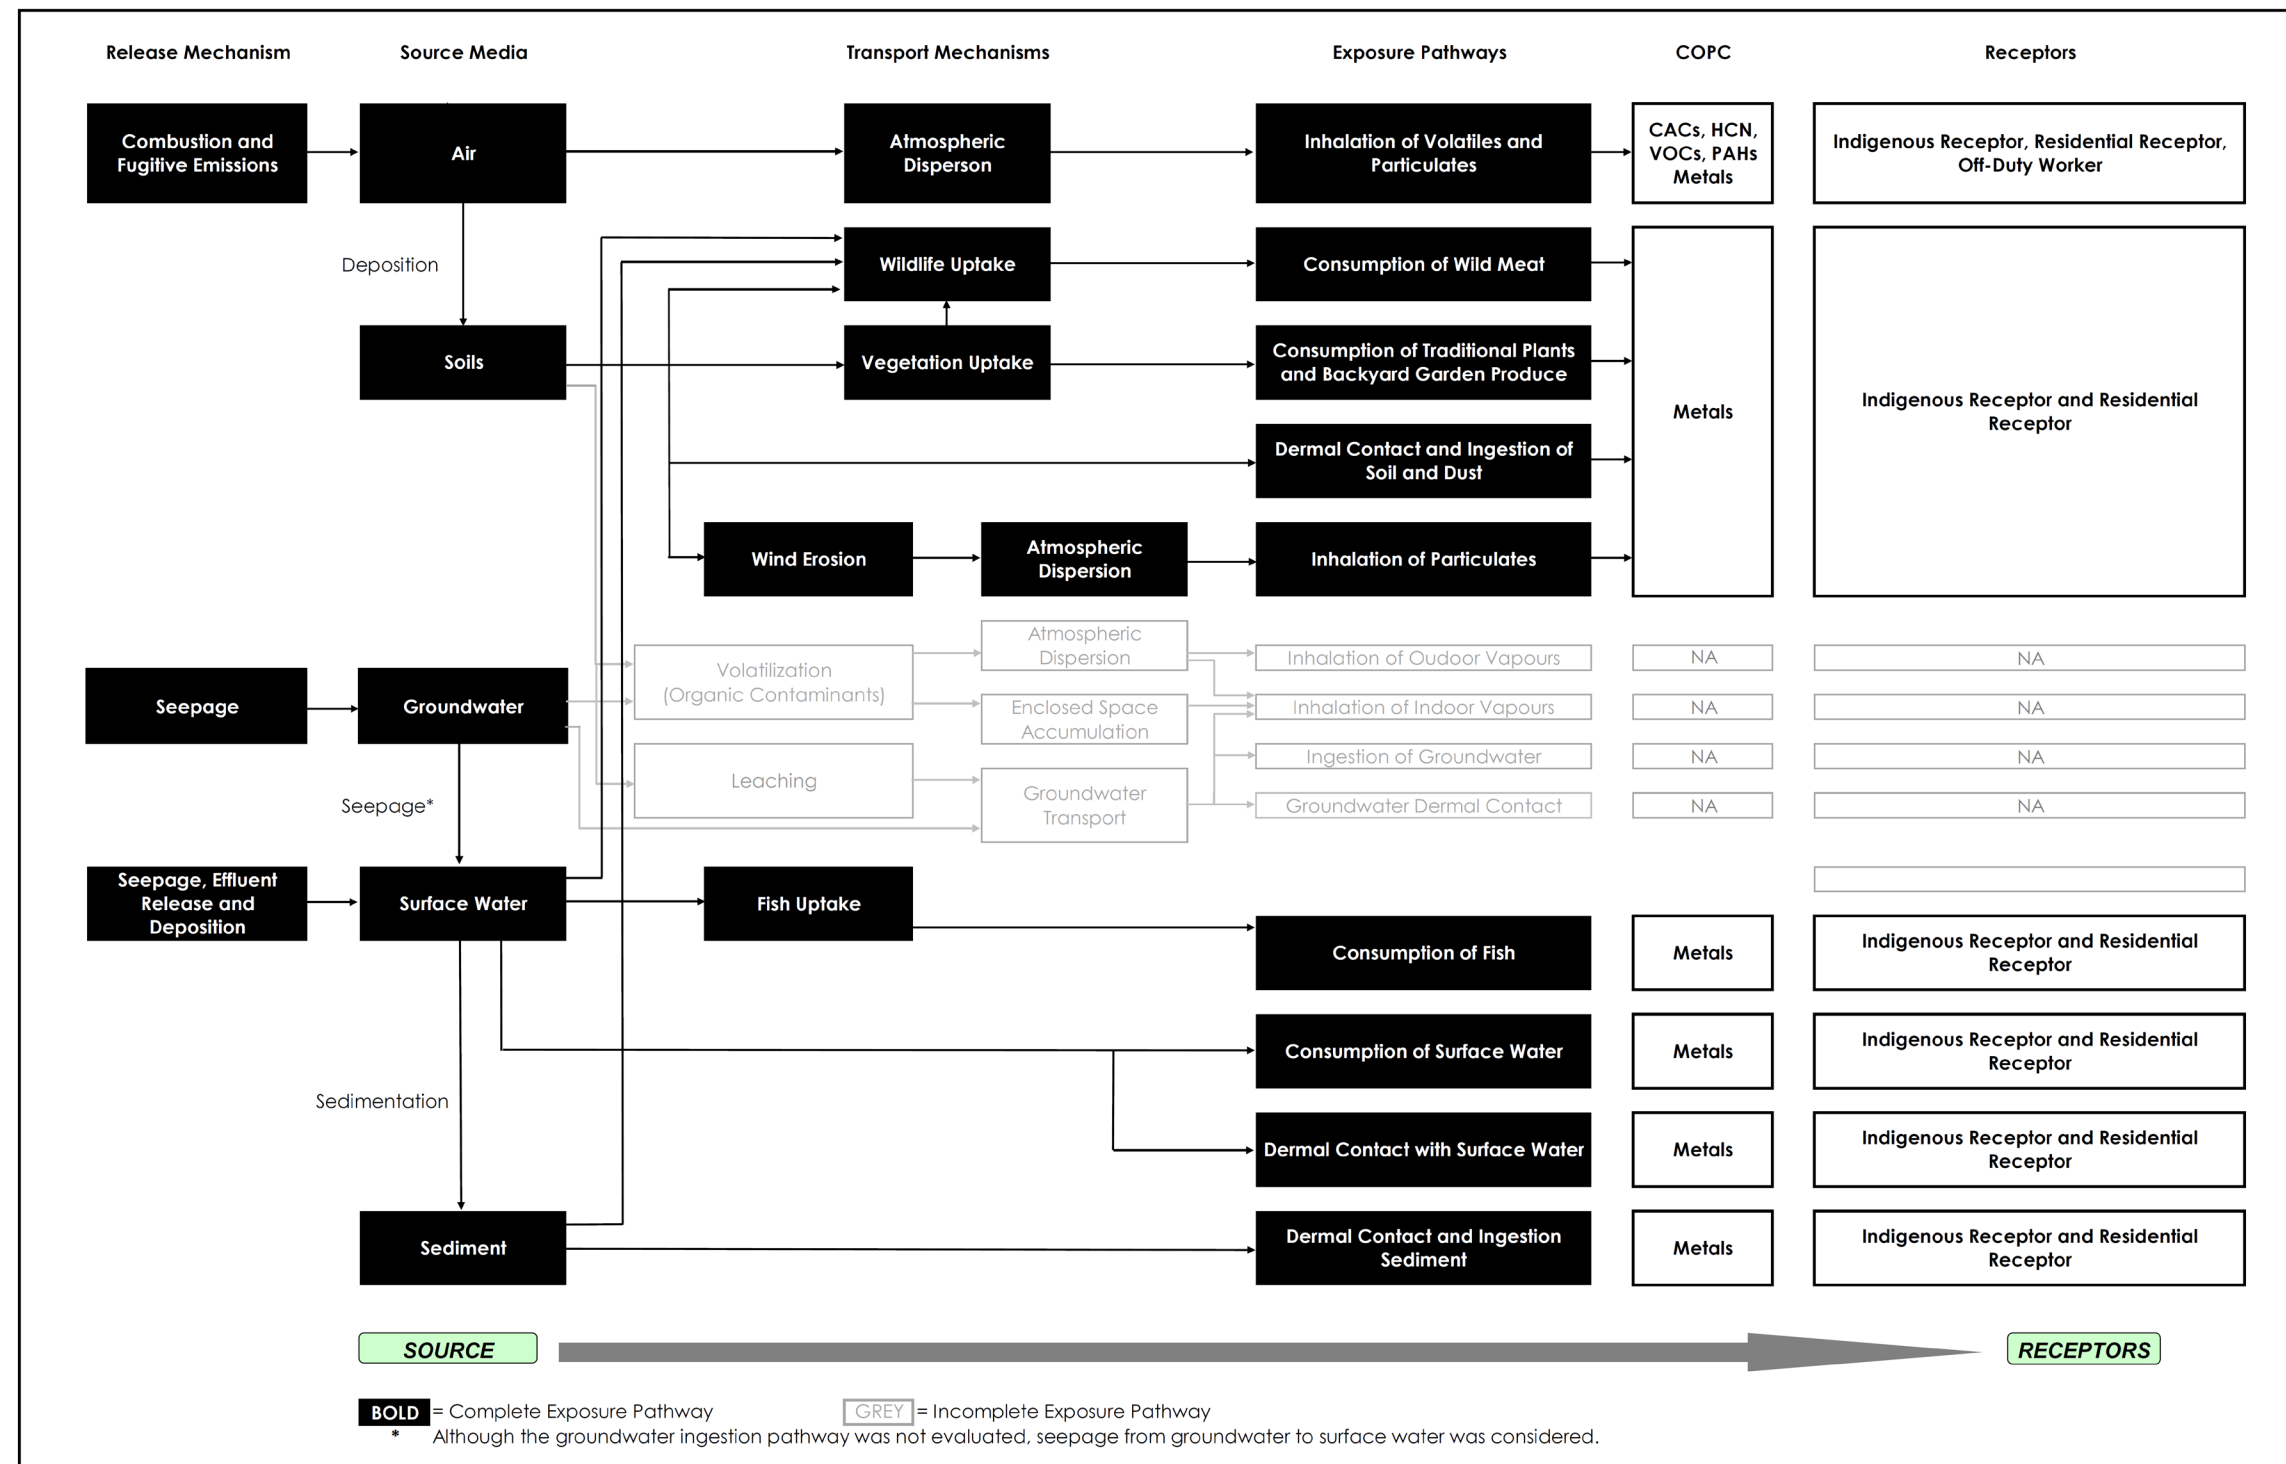 Release Mechanism
Source Media
Transport Mechanisms
Exposure Pathways
COPC
Receptors
Combustion and
Fugitive Emissions
Air
Atmospheric
Disperson
Inhalation of Volatiles and
Particulates
CACs, HCN,
VOCs, PAHs
Metals
Indigenous Receptor, Residential Receptor,
Off-Duty Worker
Deposition
Wildlife Uptake
Consumption of Wild Meat
Soils
Vegetation Uptake
Consumption of Traditional Plants
and Backyard Garden Produce
Metals
Indigenous Receptor and Residential
Receptor
Dermal Contact and Ingestion of
Soil and Dust
Wind Erosion
Atmospheric
Dispersion
Inhalation of Particulates
Volatilization
(Organic Contaminants)
Atmospheric
Dispersion
Inhalation of Oudoor Vapours
NA
NA
Seepage
Groundwater
Enclosed Space
Accumulation
Inhalation of Indoor Vapours
NA
NA
Ingestion of Groundwater
NA
NA
Seepage*
Leaching
Groundwater
Transport
Groundwater Dermal Contact
NA
NA
Seepage, Effluent
Release and
Deposition
Surface Water
Fish Uptake
Consumption of Fish
Metals
Indigenous Receptor and Residential
Receptor
Consumption of Surface Water
Metals
Indigenous Receptor and Residential
Receptor
Sedimentation
Dermal Contact with Surface Water
Metals
Indigenous Receptor and Residential
Receptor
Sediment
Dermal Contact and Ingestion
Sediment
Metals
Indigenous Receptor and Residential
Receptor
SOURCE
RECEPTORS
BOLD = Complete Exposure Pathway
GREY = Incomplete Exposure Pathway
* Although the groundwater ingestion pathway was not evaluated, seepage from groundwater to surface water was considered.